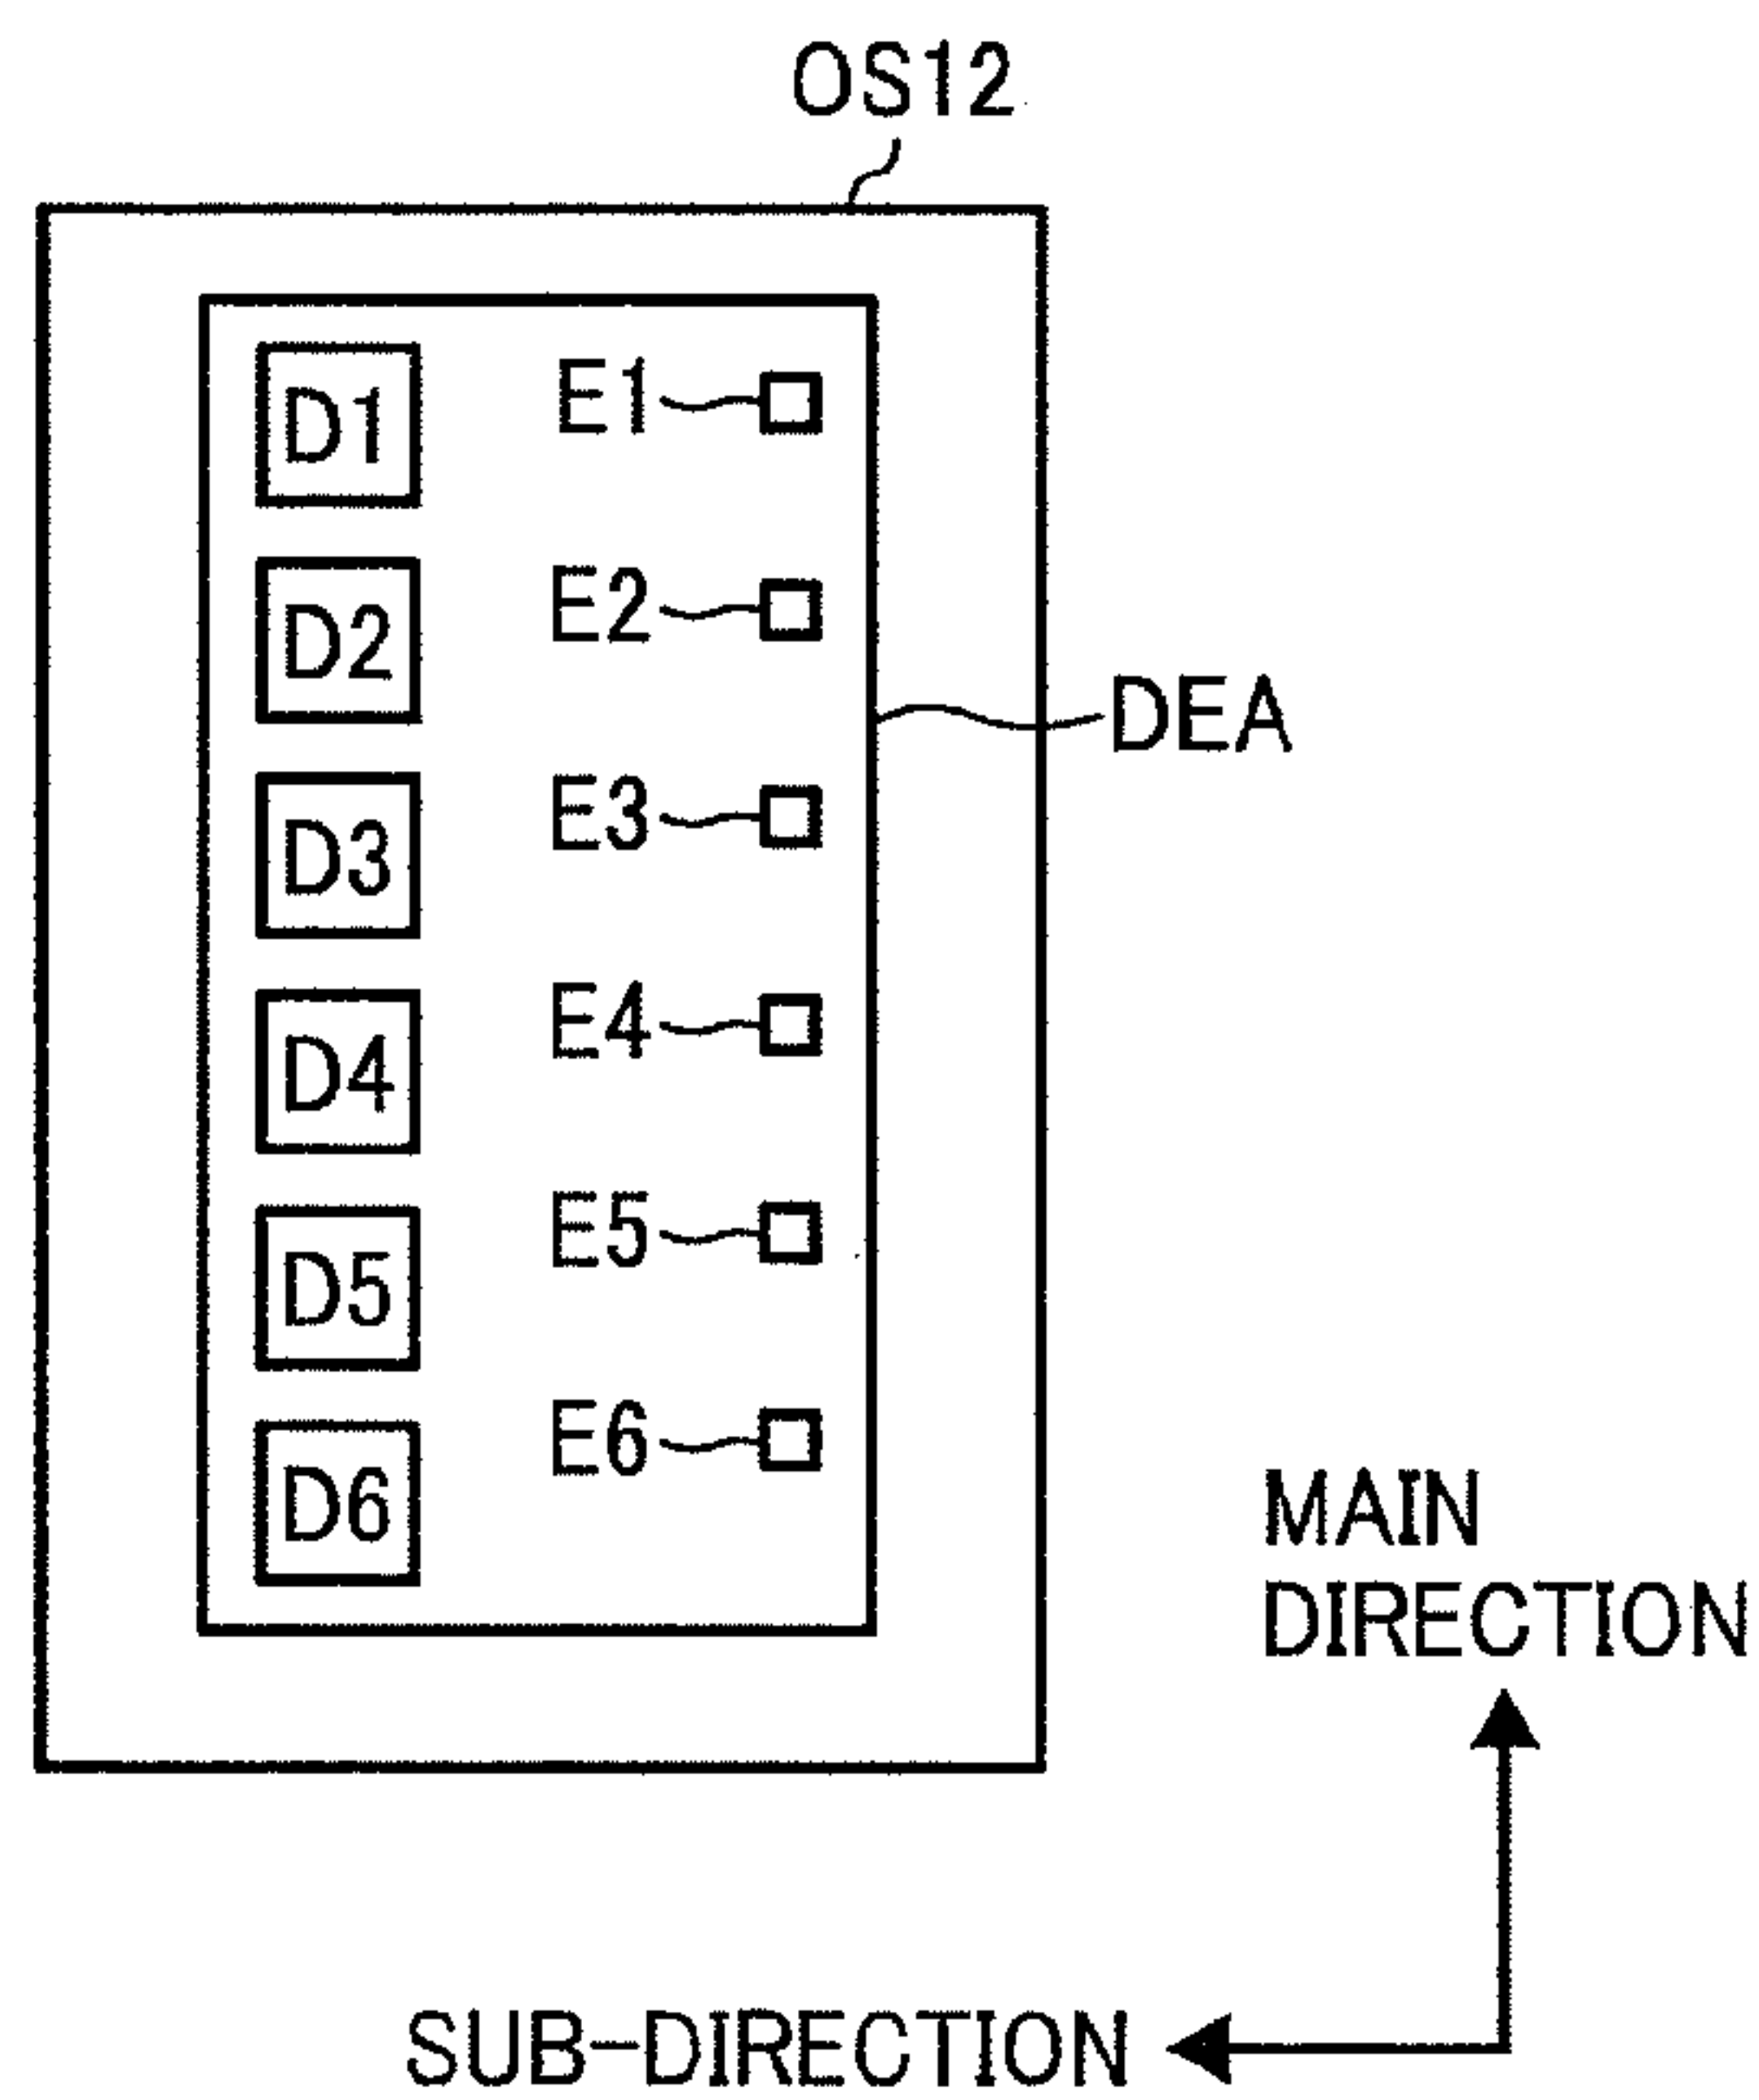 OS12
D1 E1
D2 E2
DEA
D3 E3
D4 E4
D5 E5
D6 E6
MAIN
DIRECTION
SUB-DIRECTION